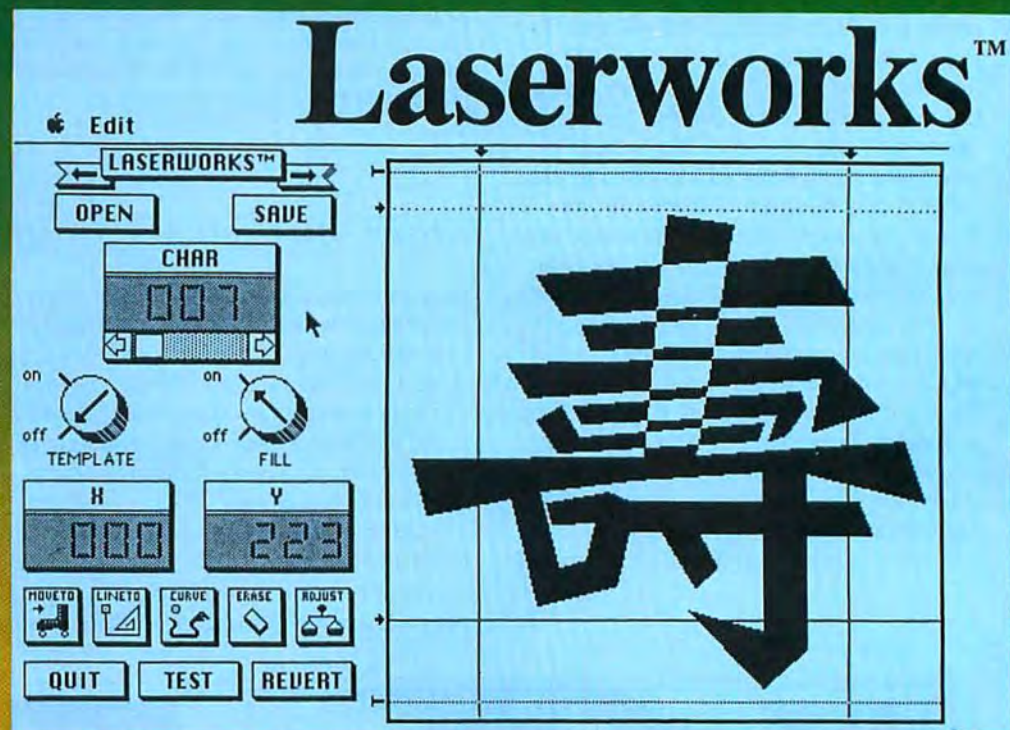 Laserworks™
Edit
LASERWORKS™
OPEN SAVE
CHAR
007
on on
off off
TEMPLATE FILL
X Y
000 223
MOVETO LINETO CURVE ERASE ADJUST
QUIT TEST REVERT
壽